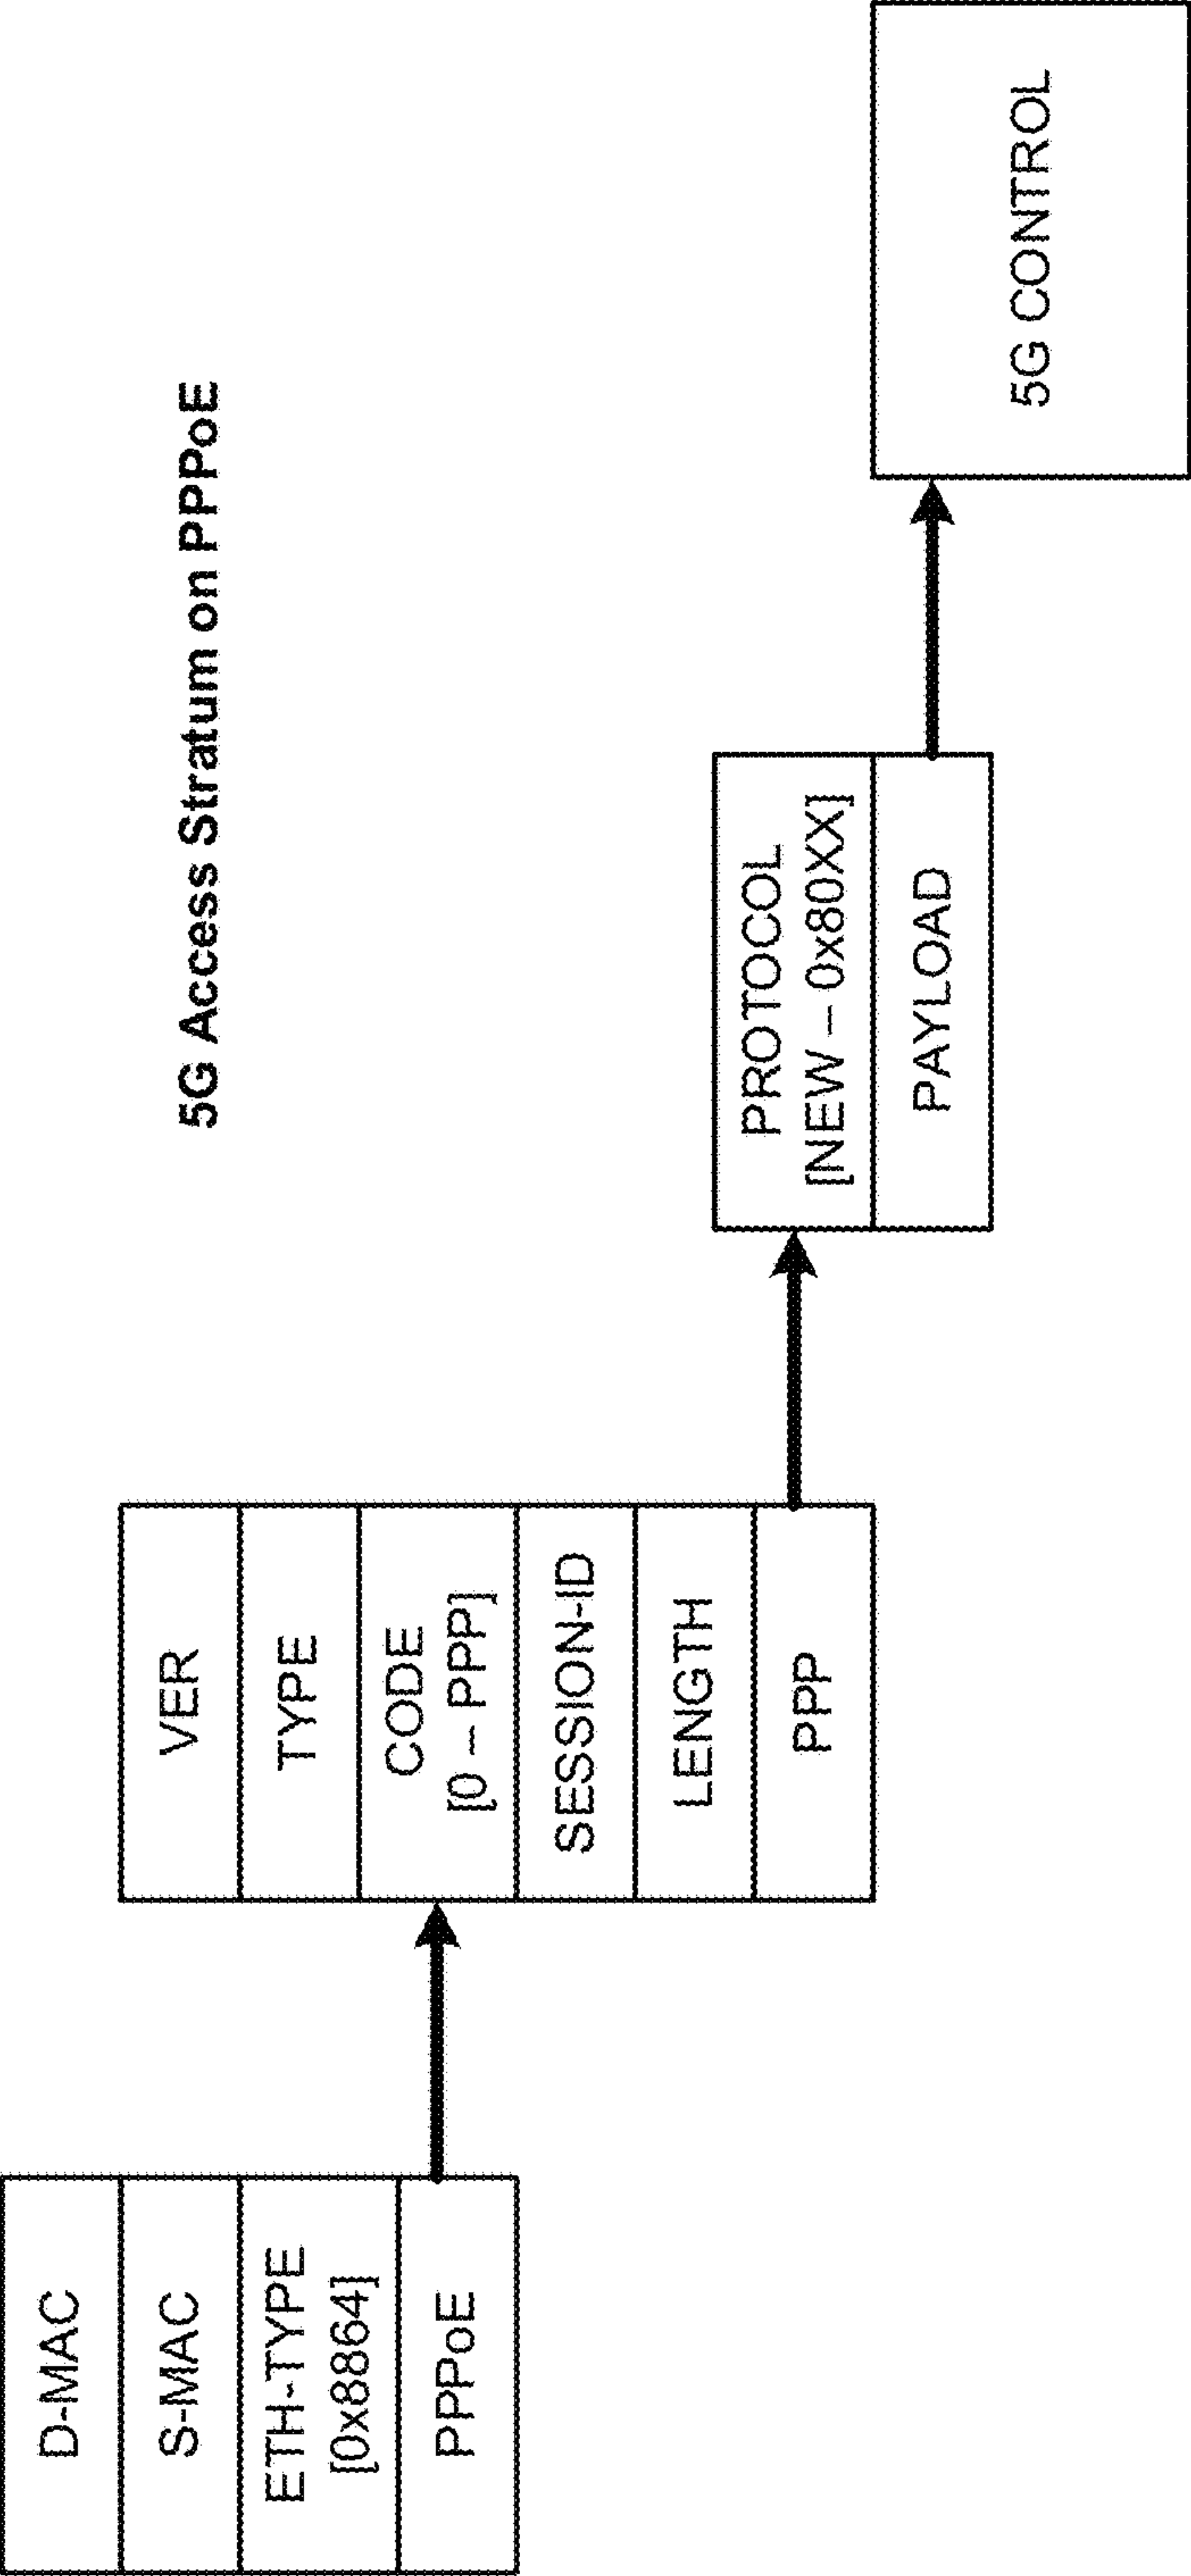 5G Access Stratum on PPPoE
D-MAC
S-MAC
ETH-TYPE
[0x8864]
PPPoE
VER
TYPE
CODE
[0 – PPP]
SESSION-ID
LENGTH
PPP
PROTOCOL
[NEW – 0x80XX]
PAYLOAD
5G CONTROL